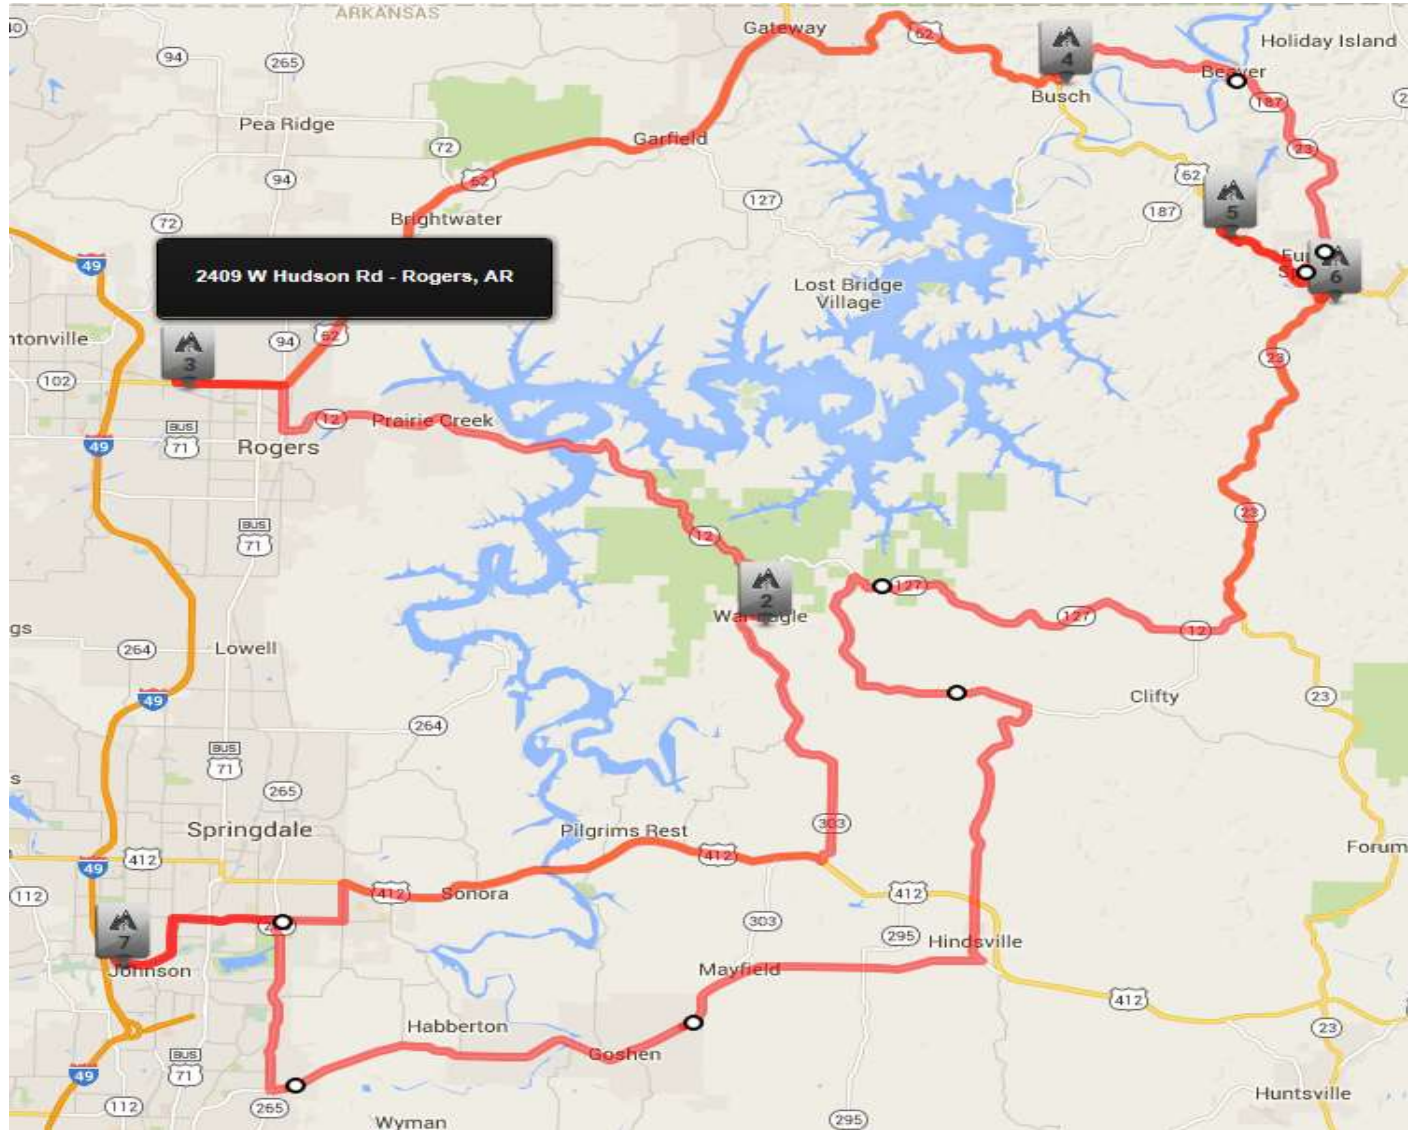 40
ARKANSAS
Gateway
62
4
Holiday Island
94
265
Beaver
Busch
187
Pea Ridge
72
Garfield
23
94
62
62
127
187
5
72
Brightwater
49
2409 W Hudson Rd - Rogers, AR
Lost Bridge
Village
6
ntonville
3
94
62
23
102
BUS
71
12
Prairie Creek
49
Rogers
23
BUS
71
12
2
127
127
12
gs
264
Lowell
49
Clifty
23
264
BUS
71
s
265
Springdale
Pilgrims Rest
303
412
412
Forum
49
112
412
Sonora
412
7
303
295
Hindsville
Johnson
Mayfield
412
Habberton
23
BUS
71
Goshen
49
112
265
Wyman
295
Huntsville